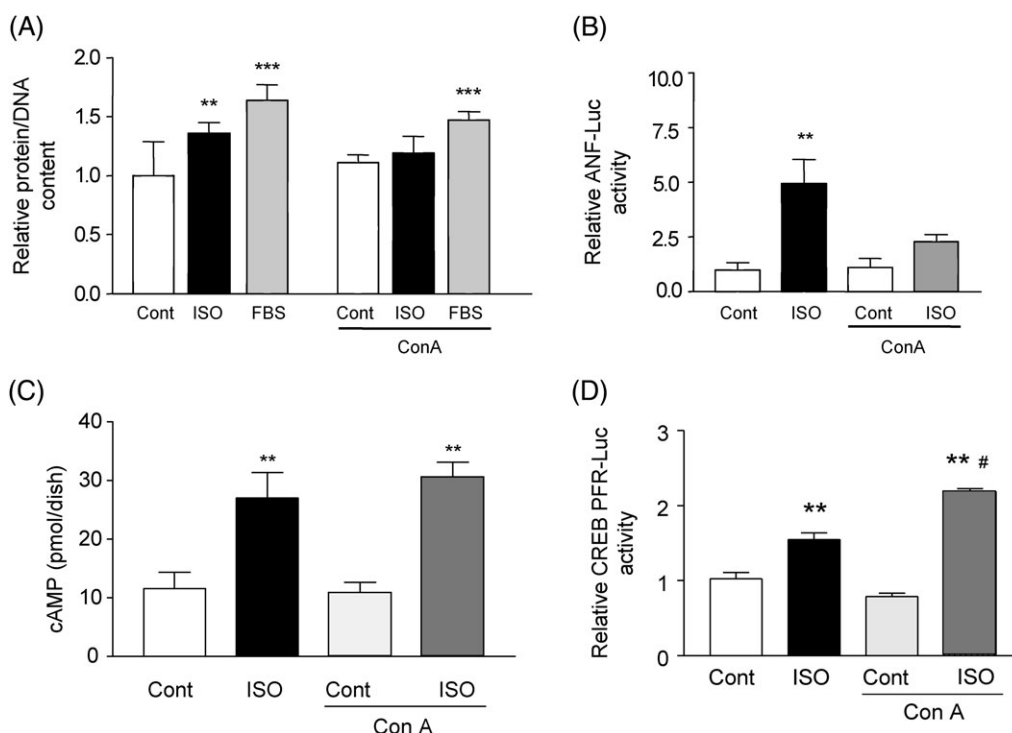 (A)
Relative protein/DNA
content
2.0
1.5
1.0
0.5
0.0
**
***
***
Cont ISO FBS Cont ISO FBS
ConA
(B)
Relative ANF-Luc
activity
10.0
7.5
5.0
2.5
0.0
**
Cont ISO Cont ISO
ConA
(C)
cAMP (pmol/dish)
40
30
20
10
0
**
**
Cont ISO Cont ISO
Con A
(D)
Relative CREB PFR-Luc
activity
3
2
1
0
**
** #
Cont ISO Cont ISO
Con A